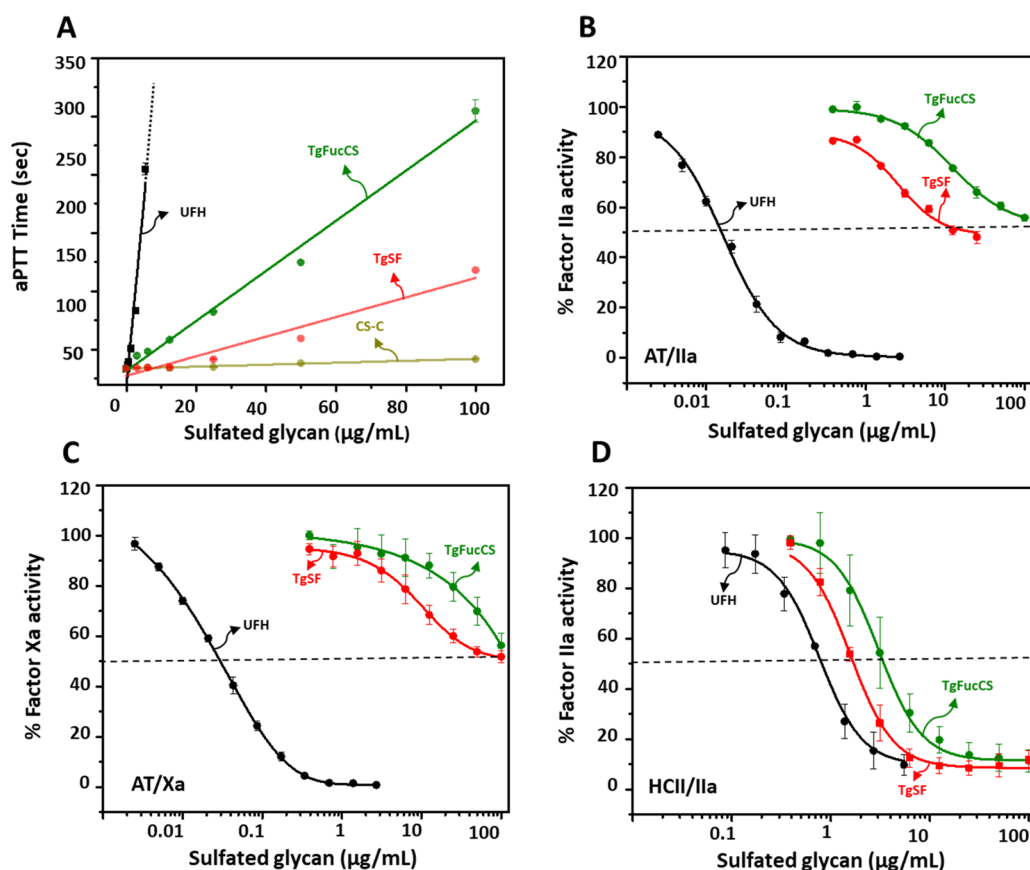 A
350
300
250
200
150
100
50
aPTT Time (sec)
TgFucCS
UFH
TgSF
CS-C
0 20 40 60 80 100
Sulfated glycan (µg/mL)
B
120
100
80
60
40
20
0
% Factor IIa activity
TgFucCS
TgSF
UFH
AT/IIa
0.01 0.1 1 10 100
Sulfated glycan (µg/mL)
C
120
100
80
60
40
20
0
% Factor Xa activity
TgFucCS
TgSF
UFH
AT/Xa
0.01 0.1 1 10 100
Sulfated glycan (µg/mL)
D
120
100
80
60
40
20
0
% Factor IIa activity
UFH
TgFucCS
TgSF
HCII/IIa
0.1 1 10 100
Sulfated glycan (µg/mL)